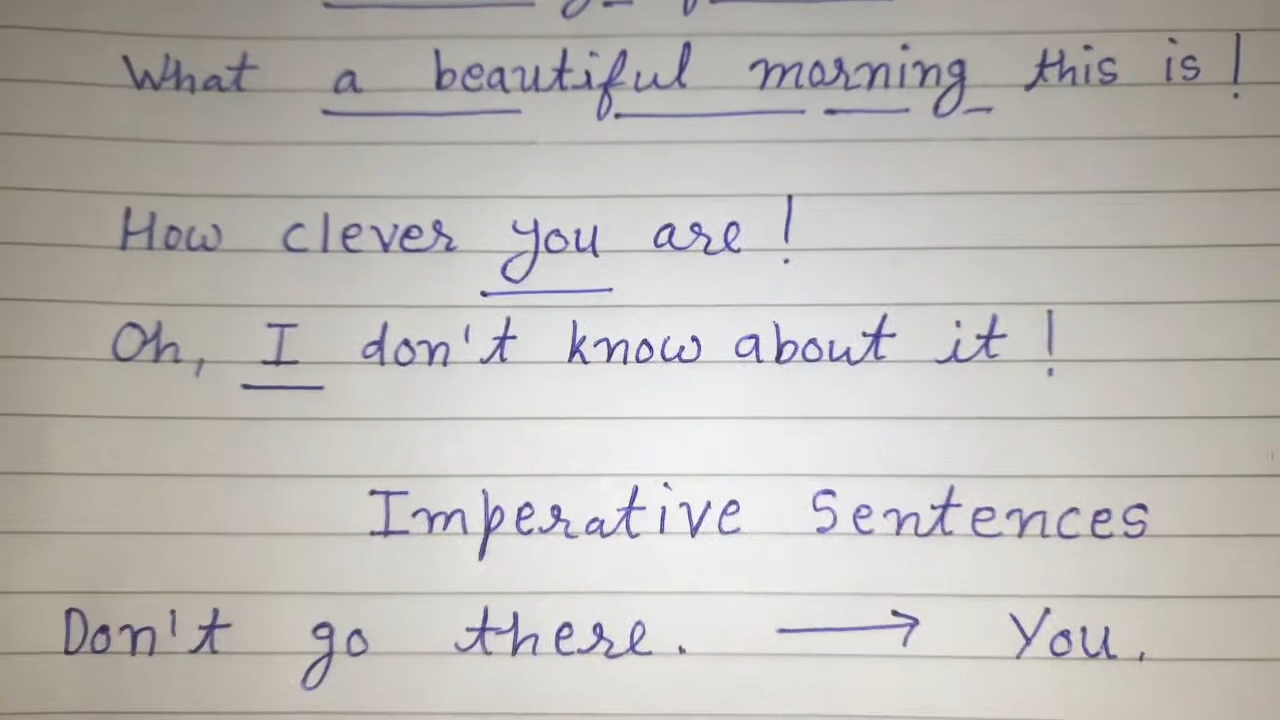 What a beautiful morning this is!
How clever you are!
Oh, I don't know about it!
Imperative Sentences
Don't go there. → You.